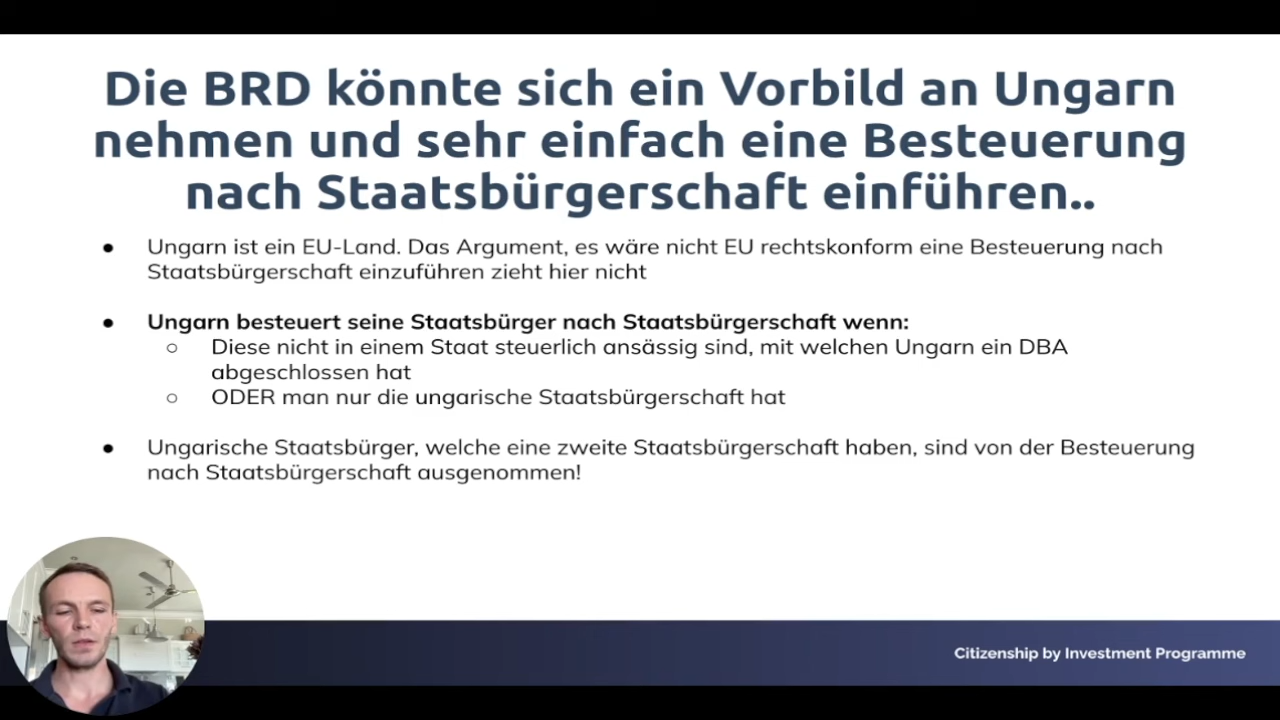 Die BRD könnte sich ein Vorbild an Ungarn
nehmen und sehr einfach eine Besteuerung
nach Staatsbürgerschaft einführen..
● Ungarn ist ein EU-Land. Das Argument, es wäre nicht EU rechtskonform eine Besteuerung nach
Staatsbürgerschaft einzuführen zieht hier nicht
● Ungarn besteuert seine Staatsbürger nach Staatsbürgerschaft wenn:
○ Diese nicht in einem Staat steuerlich ansässig sind, mit welchen Ungarn ein DBA
abgeschlossen hat
○ ODER man nur die ungarische Staatsbürgerschaft hat
● Ungarische Staatsbürger, welche eine zweite Staatsbürgerschaft haben, sind von der Besteuerung
nach Staatsbürgerschaft ausgenommen!
Citizenship by Investment Programme